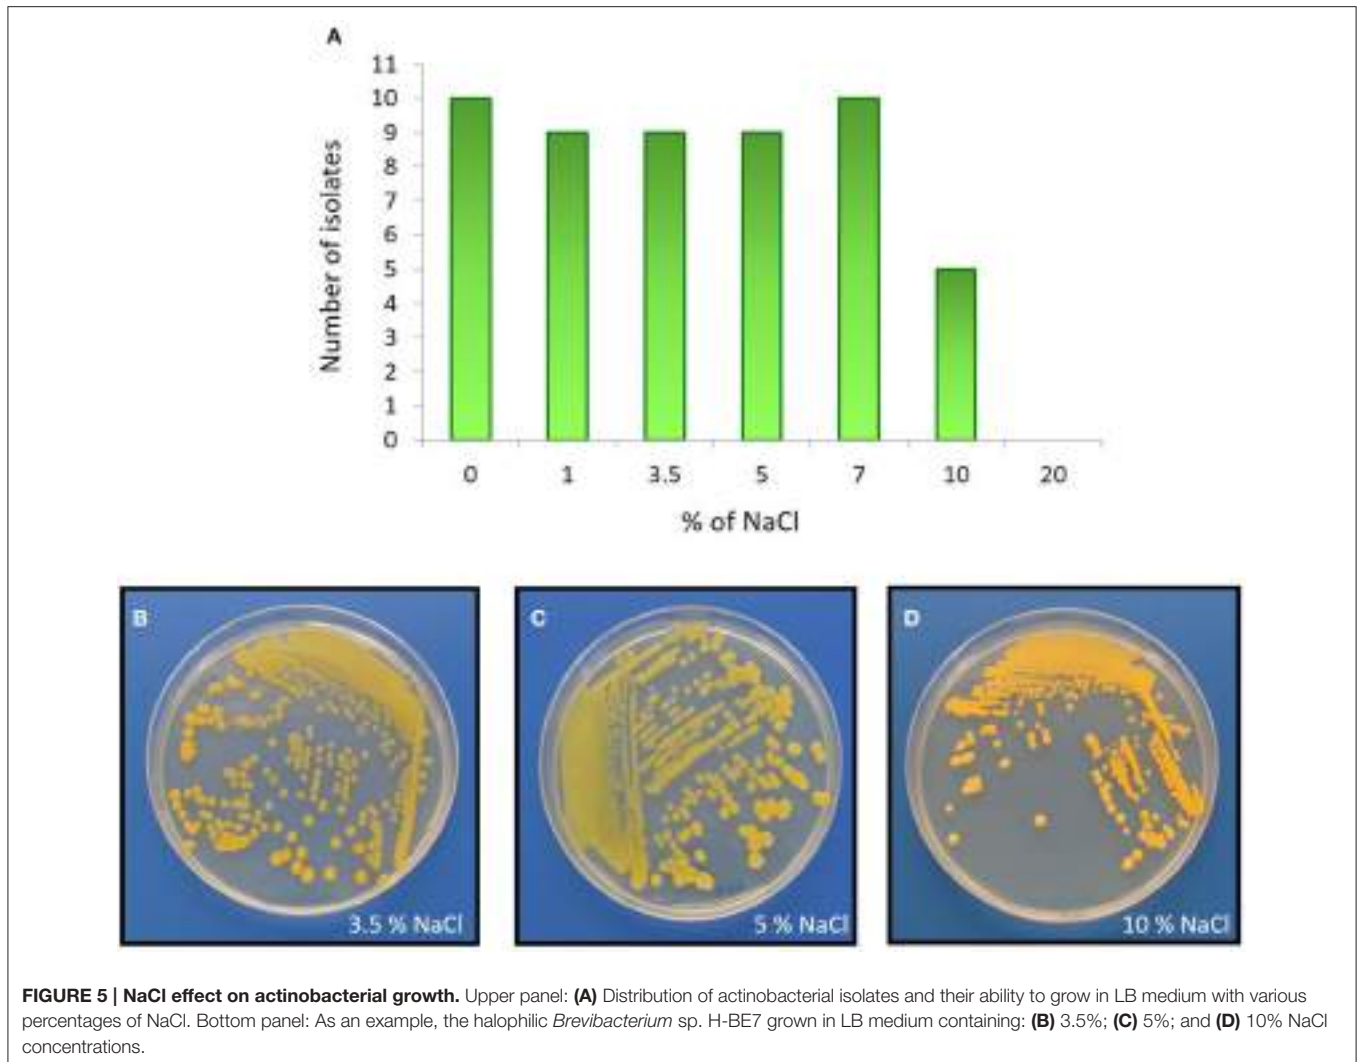 A
11
10
9
8
7
6
5
4
3
2
1
0
Number of isolates
0 1 3.5 5 7 10 20
% of NaCl
B
3.5 % NaCl
C
5 % NaCl
D
10 % NaCl
FIGURE 5 | NaCl effect on actinobacterial growth. Upper panel: (A) Distribution of actinobacterial isolates and their ability to grow in LB medium with various
percentages of NaCl. Bottom panel: As an example, the halophilic Brevibacterium sp. H-BE7 grown in LB medium containing: (B) 3.5%; (C) 5%; and (D) 10% NaCl
concentrations.